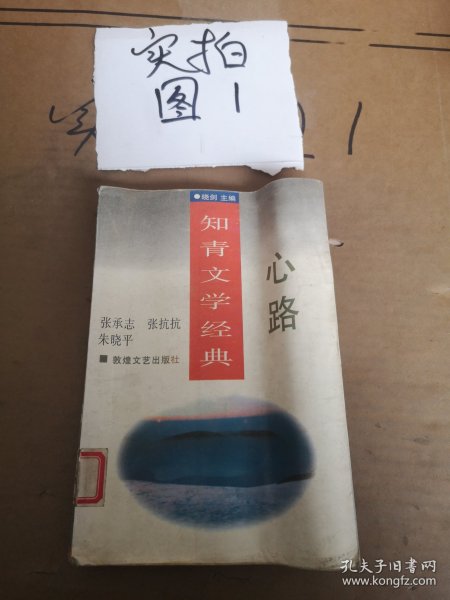 实拍
图1
1
●晓剑 主编
知青文学经典
心路
张承志 张抗抗
朱晓平
■ 敦煌文艺出版社
孔夫子旧书网
www.kongfz.com